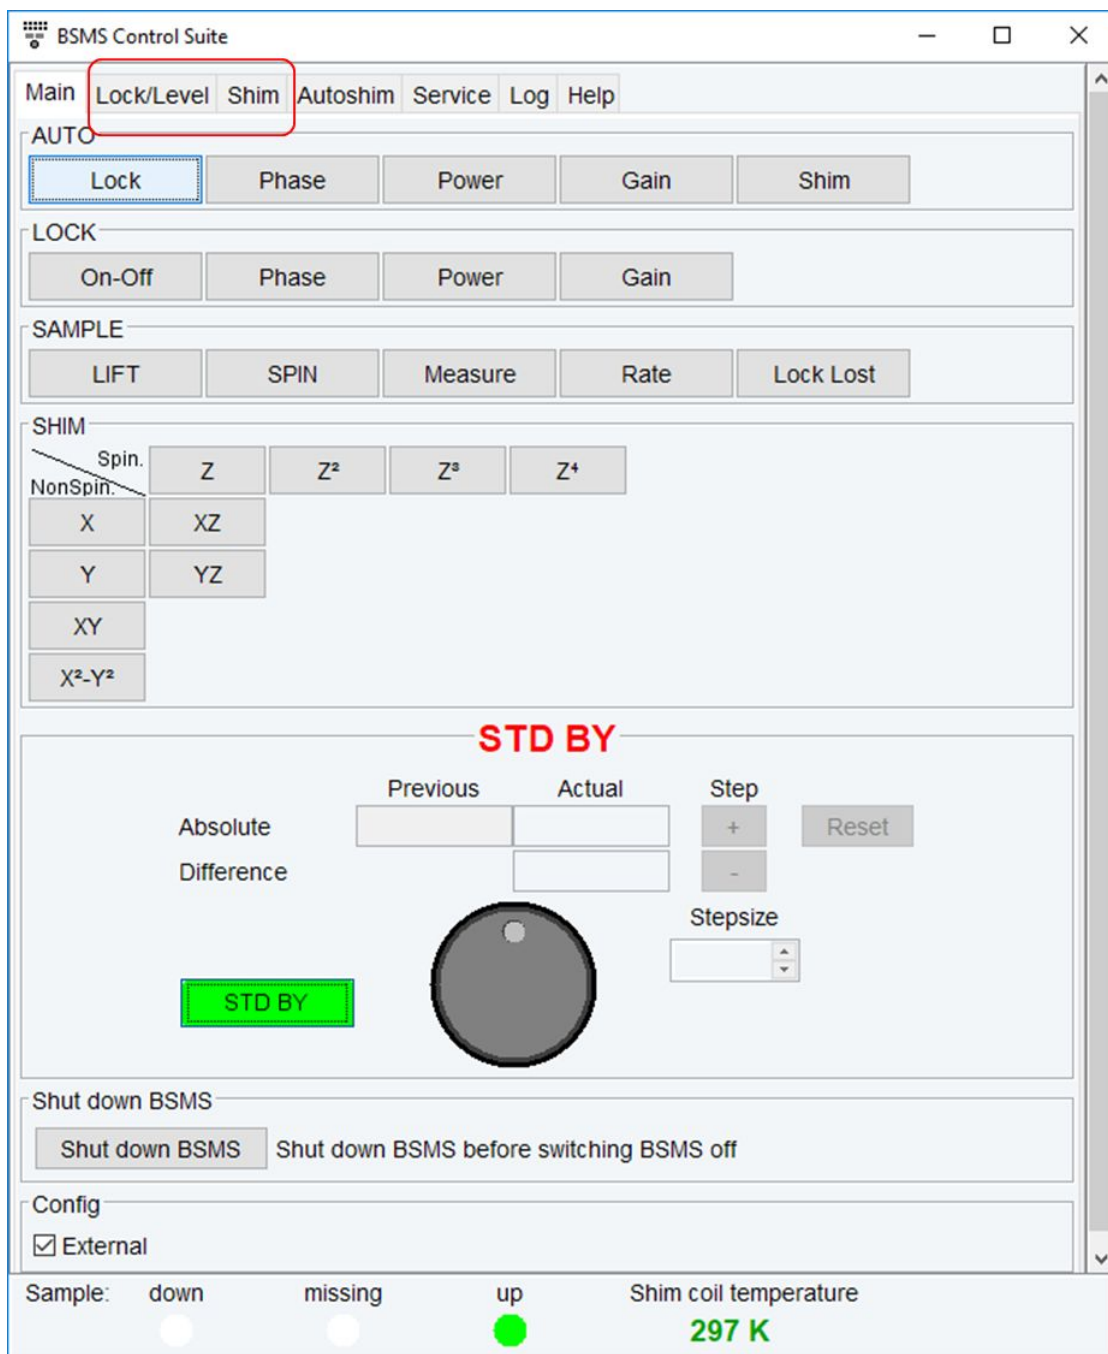 BSMS Control Suite
Main Lock/Level Shim Autoshim Service Log Help
AUTO
Lock Phase Power Gain Shim
LOCK
On-Off Phase Power Gain
SAMPLE
LIFT SPIN Measure Rate Lock Lost
SHIM
Spin.
NonSpin.
Z Z² Z³ Z⁴
X XZ
Y YZ
XY
X²-Y²
STD BY
Previous Actual Step
Absolute + Reset
Difference -
Stepsize
STD BY
Shut down BSMS
Shut down BSMS Shut down BSMS before switching BSMS off
Config
External
Sample: down missing up Shim coil temperature
297 K